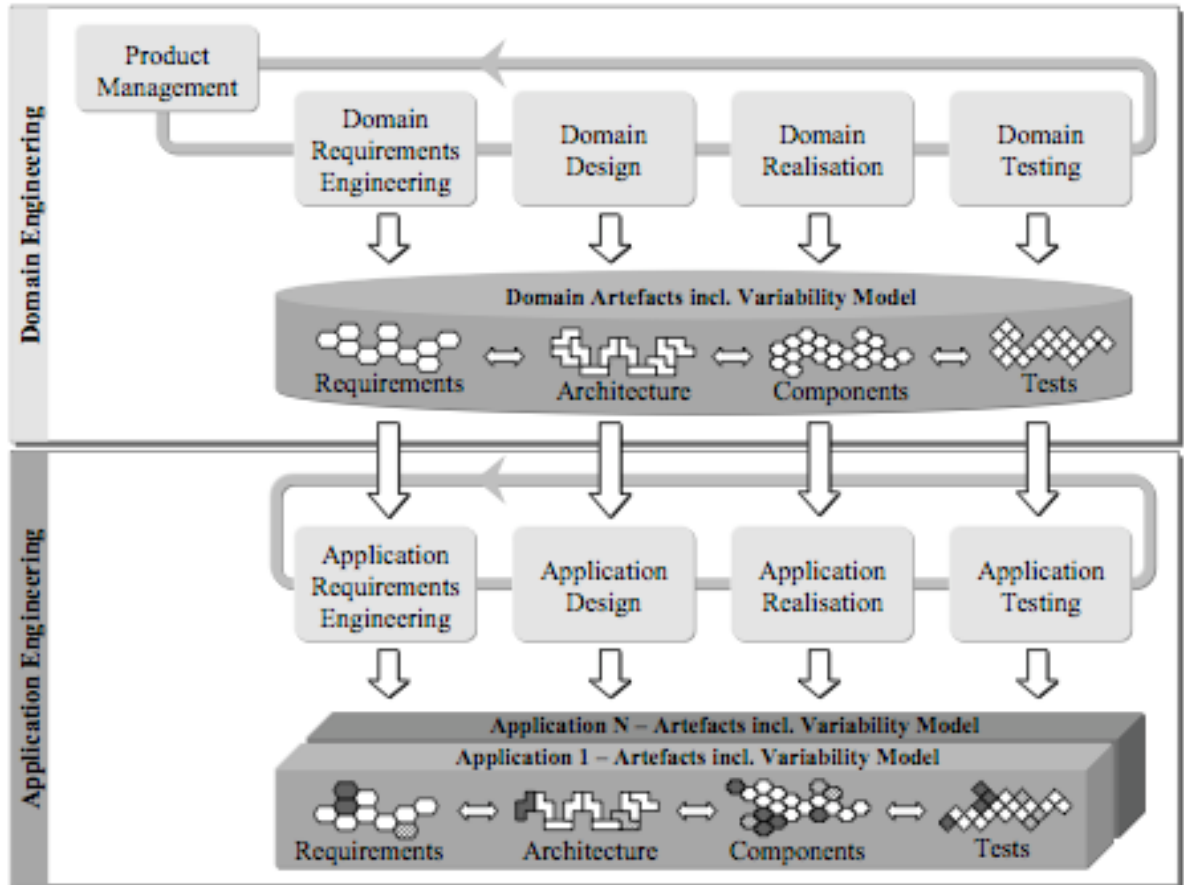 Domain Engineering
Product
Management
Domain
Requirements
Engineering
Domain
Design
Domain
Realisation
Domain
Testing
Domain Artefacts incl. Variability Model
Requirements
Architecture
Components
Tests
Application Engineering
Application
Requirements
Engineering
Application
Design
Application
Realisation
Application
Testing
Application N – Artefacts incl. Variability Model
Application 1 – Artefacts incl. Variability Model
Requirements
Architecture
Components
Tests